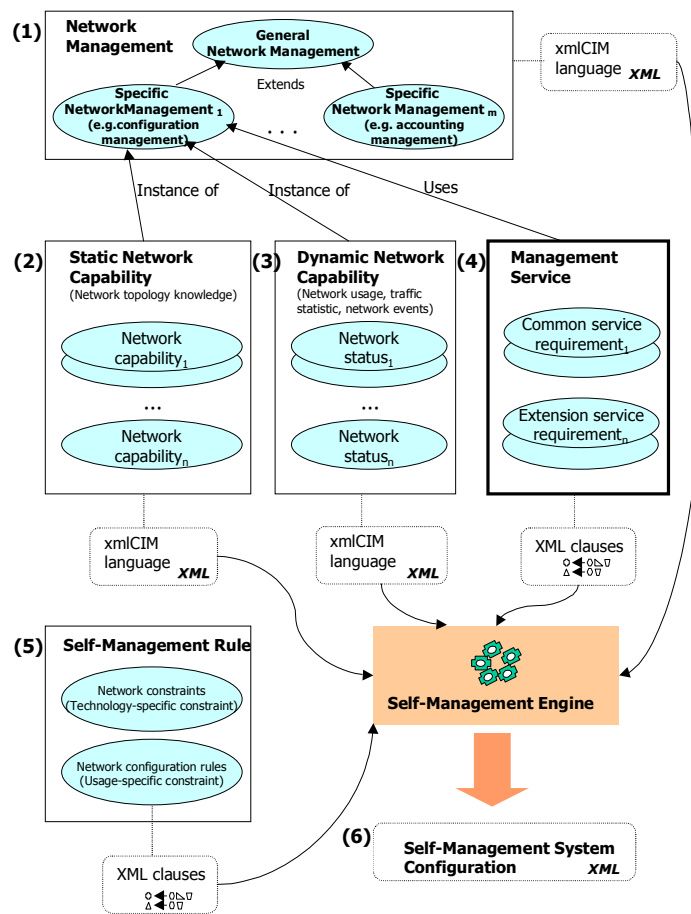 (1)
Network
Management
General
Network Management
Extends
Specific
NetworkManagement 1
(e.g.configuration
management)
. . .
Specific
Network Management m
(e.g. accounting
management)
xmlCIM
language XML
Instance of
Instance of
Uses
(2)
Static Network
Capability
(Network topology knowledge)
Network
capability1
...
Network
capabilityn
(3)
Dynamic Network
Capability
(Network usage, traffic
statistic, network events)
Network
status1
...
Network
statusn
(4)
Management
Service
Common service
requirement1
Extension service
requirementn
xmlCIM
language
XML
xmlCIM
language
XML
XML clauses
(5)
Self-Management Rule
Network constraints
(Technology-specific constraint)
Network configuration rules
(Usage-specific constraint)
XML clauses
Self-Management Engine
(6)
Self-Management System
Configuration XML